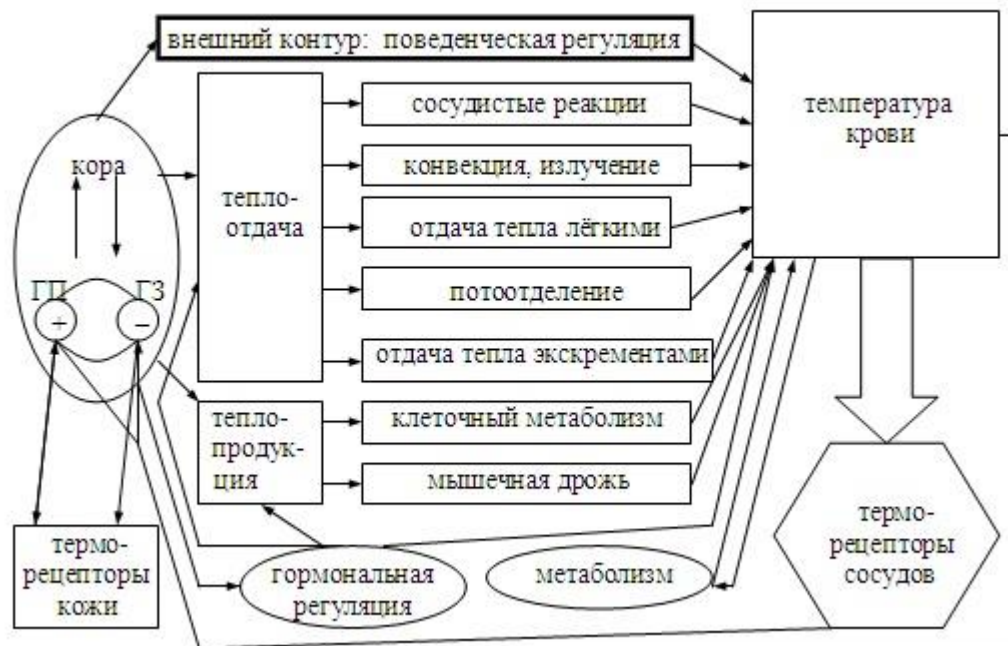 внешний контур: поведенческая регуляция
температура
крови
сосудистые реакции
кора
конвекция, излучение
тепло-
отдача
отдача тепла лёгкими
ГП
ГЗ
+
−
потоотделение
отдача тепла экскрементами
тепло-
продук-
ция
клеточный метаболизм
мышечная дрожь
термо-
рецепторы
сосудов
термо-
рецепторы
кожи
гормональная
регуляция
метаболизм